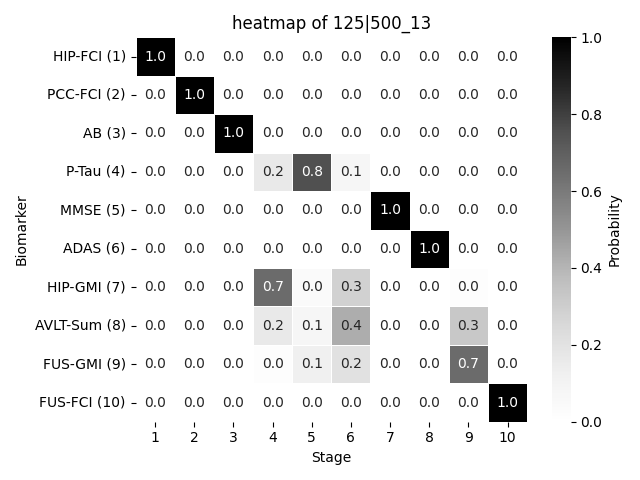 heatmap of 125|500_13
HIP-FCI (1) 1.0 0.0 0.0 0.0 0.0 0.0 0.0 0.0 0.0 0.0
PCC-FCI (2) 0.0 1.0 0.0 0.0 0.0 0.0 0.0 0.0 0.0 0.0
AB (3) 0.0 0.0 1.0 0.0 0.0 0.0 0.0 0.0 0.0 0.0
P-Tau (4) 0.0 0.0 0.0 0.2 0.8 0.1 0.0 0.0 0.0 0.0
MMSE (5) 0.0 0.0 0.0 0.0 0.0 0.0 1.0 0.0 0.0 0.0
ADAS (6) 0.0 0.0 0.0 0.0 0.0 0.0 0.0 1.0 0.0 0.0
HIP-GMI (7) 0.0 0.0 0.0 0.7 0.0 0.3 0.0 0.0 0.0 0.0
AVLT-Sum (8) 0.0 0.0 0.0 0.2 0.1 0.4 0.0 0.0 0.3 0.0
FUS-GMI (9) 0.0 0.0 0.0 0.0 0.1 0.2 0.0 0.0 0.7 0.0
FUS-FCI (10) 0.0 0.0 0.0 0.0 0.0 0.0 0.0 0.0 0.0 1.0
1 2 3 4 5 6 7 8 9 10
Stage
Biomarker
1.0
0.8
0.6
0.4
0.2
0.0
Probability